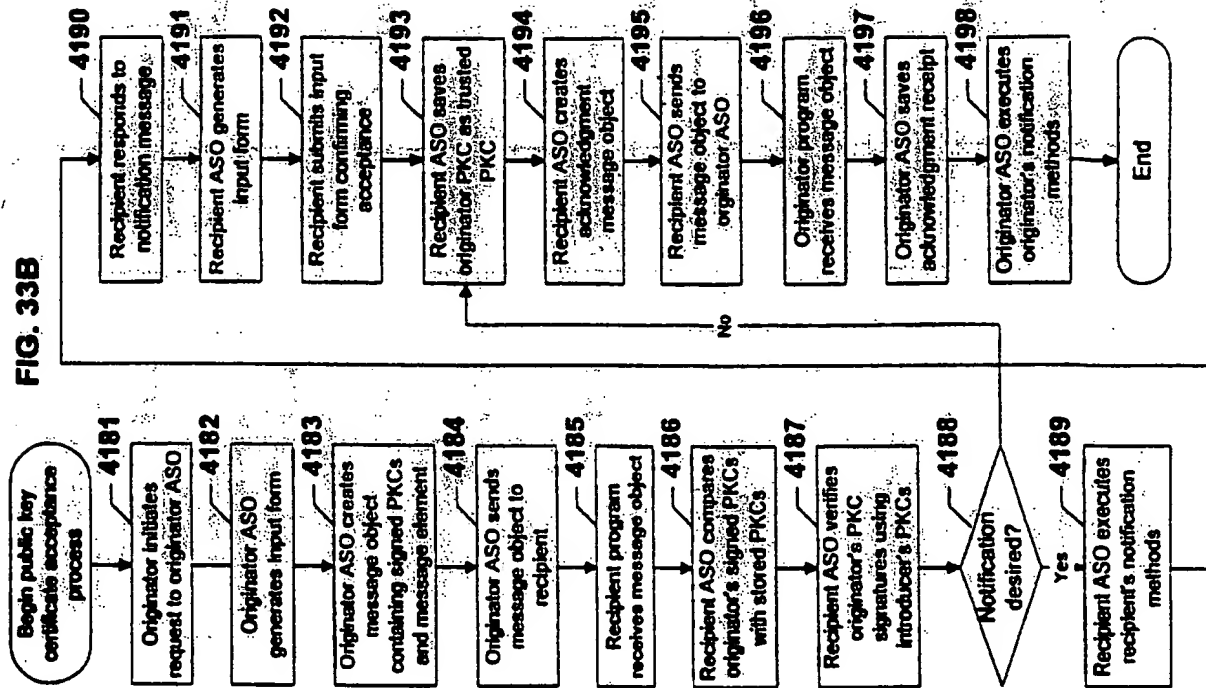 FIG. 33B
Begin public key
certificate acceptance
process
4181
Originator initiates
request to originator ASO
4182
Originator ASO
generates input form
4183
Originator ASO creates
message object
containing signed PKCs
and message element
4184
Originator ASO sends
message object to
recipient
4185
Recipient program
receives message object
4186
Recipient ASO compares
originator's signed PKCs
with stored PKCs
4187
Recipient ASO verifies
originator's PKC
signatures using
introducer's PKCs
4188
Notification
desired?
No
Yes
4189
Recipient ASO executes
recipient's notification
methods
4190
Recipient responds to
notification message
4191
Recipient ASO generates
input form
4192
Recipient submits input
form confirming
acceptance
4193
Recipient ASO saves
originator PKC as trusted
PKC
4194
Recipient ASO creates
acknowledgment
message object
4195
Recipient ASO sends
message object to
orginator ASO
4196
Originator program
receives message object
4197
Originator ASO saves
acknowledgment receipt
4198
Originator ASO executes
originator's notification
methods
End